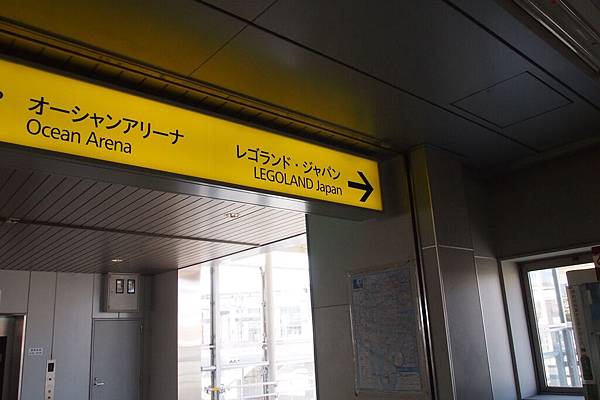 オーシャンアリーナ
Ocean Arena
レゴランド・ジャパン
LEGOLAND Japan